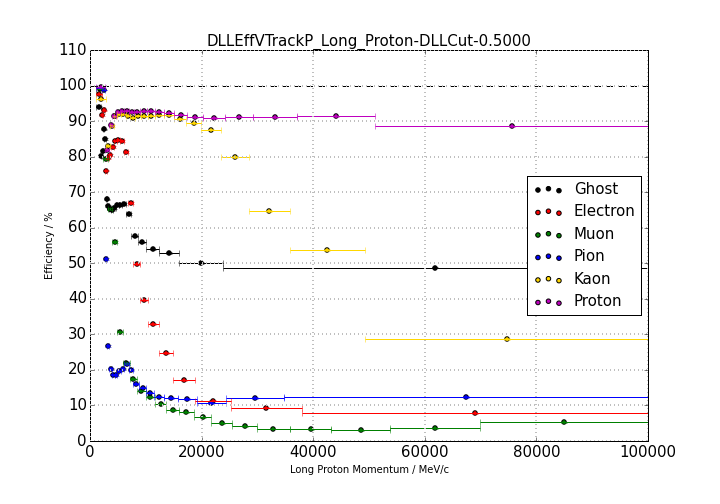 DLLEffVTrackP_Long_Proton-DLLCut-0.5000
110
100
90
80
70
60
50
40
30
20
10
0
Efficiency / %
Ghost
Electron
Muon
Pion
Kaon
Proton
0 20000 40000 60000 80000 100000
Long Proton Momentum / MeV/c